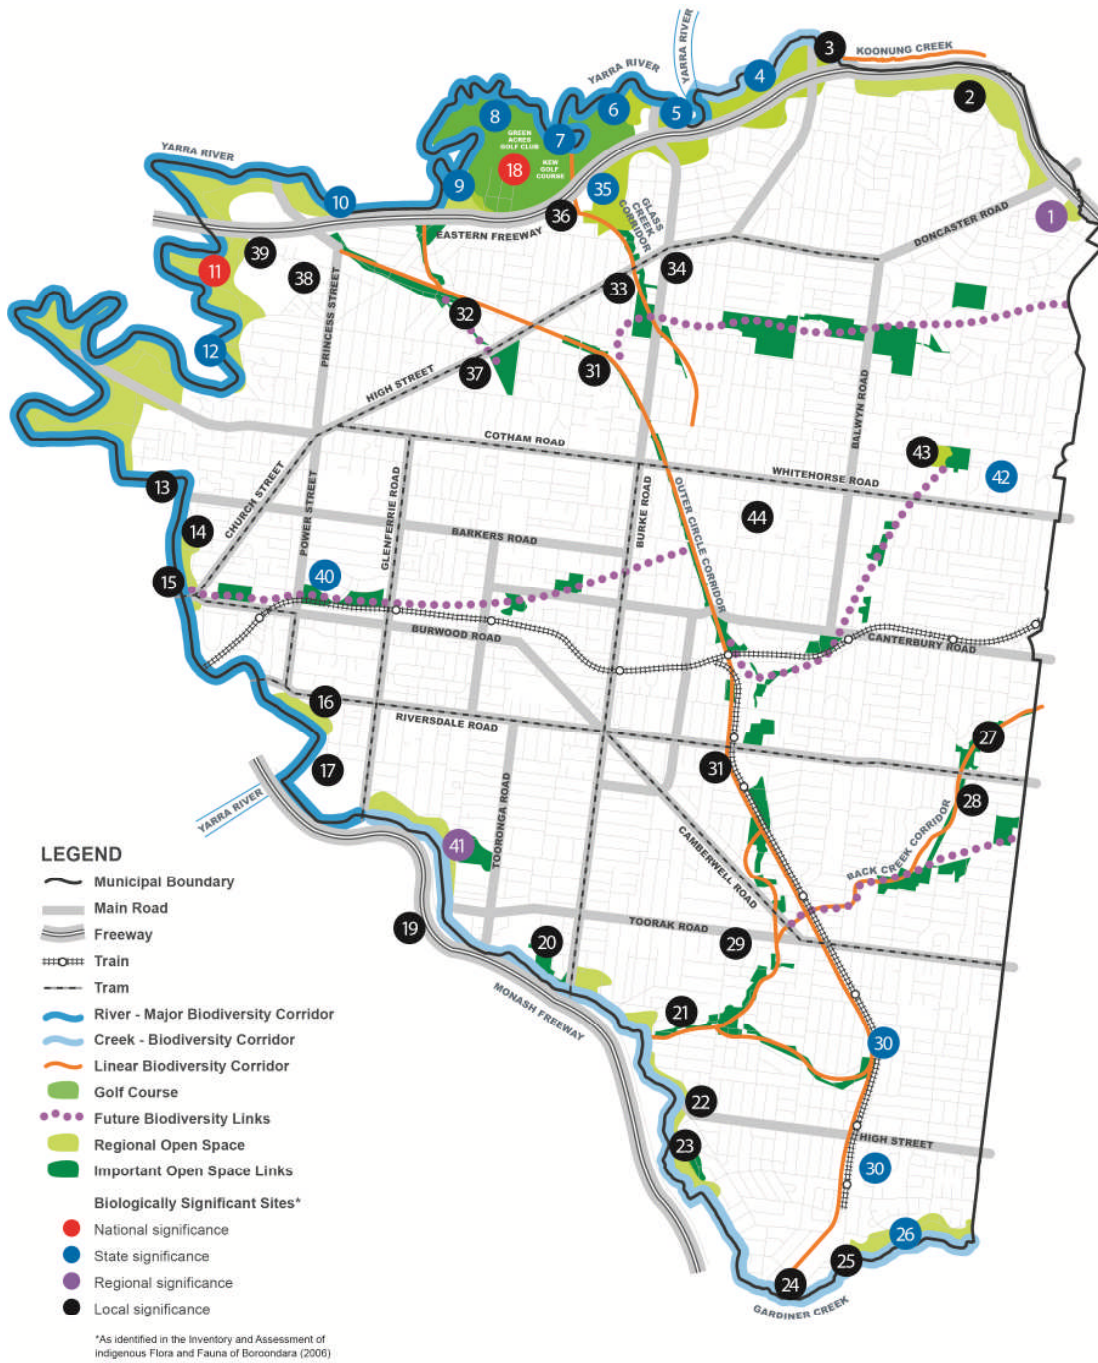 YARRA RIVER
3
KOONUNG CREEK
YARRA RIVER
4
2
6
5
8
GREEN
ACRES
GOLF CLUB
7
YARRA RIVER
18
KEW
GOLF
COURSE
9
35
10
GLASS
CREEK
CORRIDOR
36
1
DONCASTER ROAD
EASTERN FREEWAY
39
11
38
34
33
PRINCESS STREET
32
12
37
31
HIGH STREET
BALWYN ROAD
COTHAM ROAD
43
42
WHITEHORSE ROAD
13
CHURCH STREET
POWER STREET
GLENFERRIE ROAD
BURKE ROAD
OUTER CIRCLE CORRIDOR
44
14
BARKERS ROAD
15
40
BURWOOD ROAD
CANTERBURY ROAD
16
RIVERSDALE ROAD
27
17
31
28
YARRA RIVER
TOORONGA ROAD
CAMBERWELL ROAD
BACK CREEK CORRIDOR
41
19
20
TOORAK ROAD
29
MONASH FREEWAY
21
30
22
HIGH STREET
23
30
26
25
24
GARDINER CREEK
LEGEND
Municipal Boundary
Main Road
Freeway
Train
Tram
River - Major Biodiversity Corridor
Creek - Biodiversity Corridor
Linear Biodiversity Corridor
Golf Course
Future Biodiversity Links
Regional Open Space
Important Open Space Links
Biologically Significant Sites*
National significance
State significance
Regional significance
Local significance
*As identified in the Inventory and Assessment of
indigenous Flora and Fauna of Boroondara (2006)